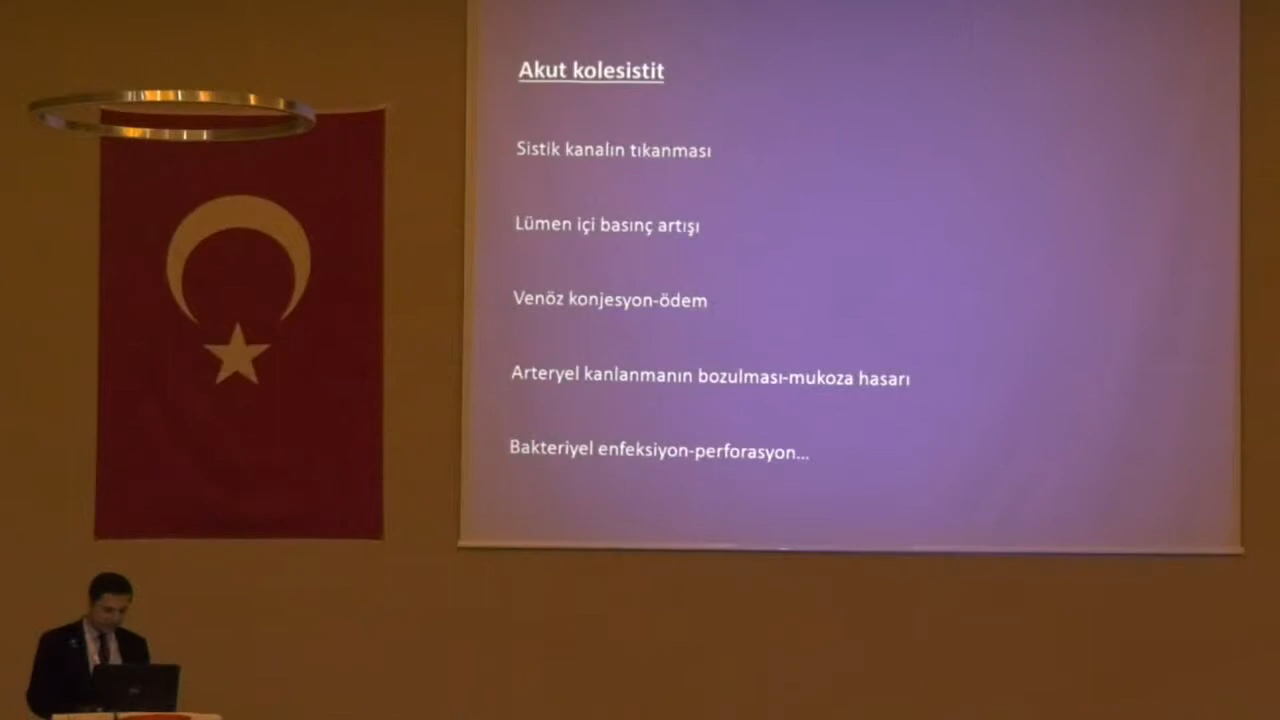 Akut kolesistit
Sistik kanalın tıkanması
Lümen içi basınç artışı
Venöz konjesyon-ödem
Arteryel kanlanmanın bozulması-mukoza hasarı
Bakteriyel enfeksiyon-perforasyon...